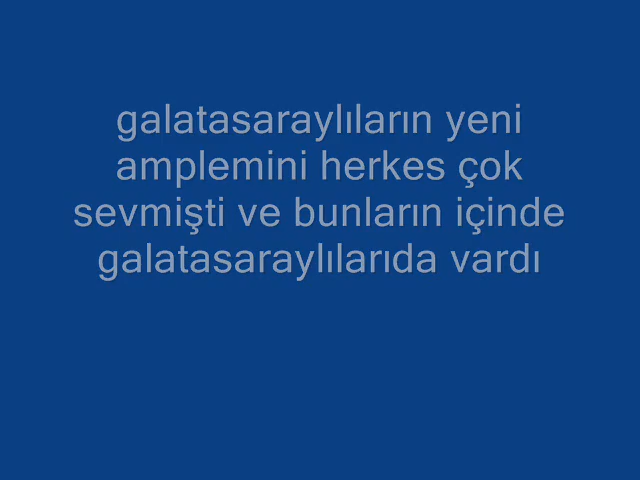 galatasaraylıların yeni
amplemini herkes çok
sevmişti ve bunların içinde
galatasaraylılarıda vardı